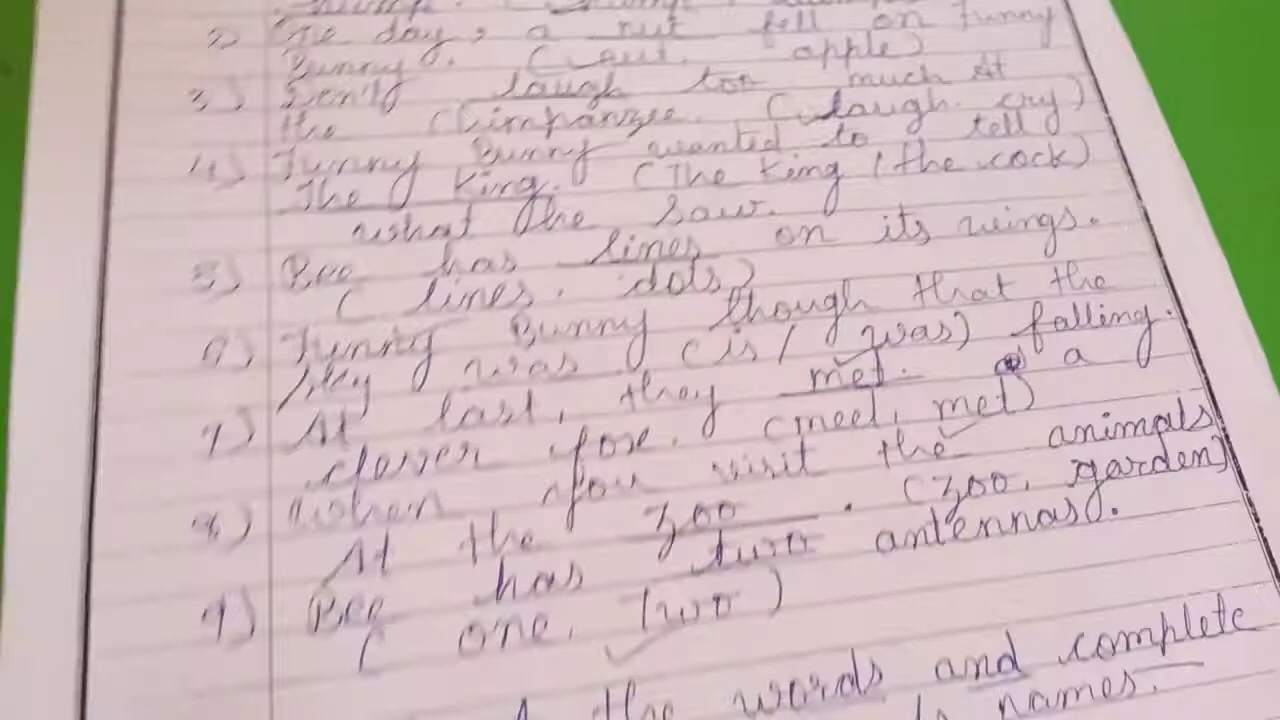 2) One day, a nut fell on Funny
Bunny. (nut. apple)
3) Don't laugh too much At
the Chimpanzee. (laugh. cry)
4) Funny Bunny wanted to tell
The King. (The King / the cock)
what he saw.
5) Bee has lines on its wings.
( lines. dots)
6) Funny Bunny though that the
sky was (is / was) falling.
7) At last, they met. a
clever fox. (meet, met)
8) When you visit the animals
At the zoo. (zoo, garden)
9) Bee has two antennas.
( one, two)
the words and complete
names.